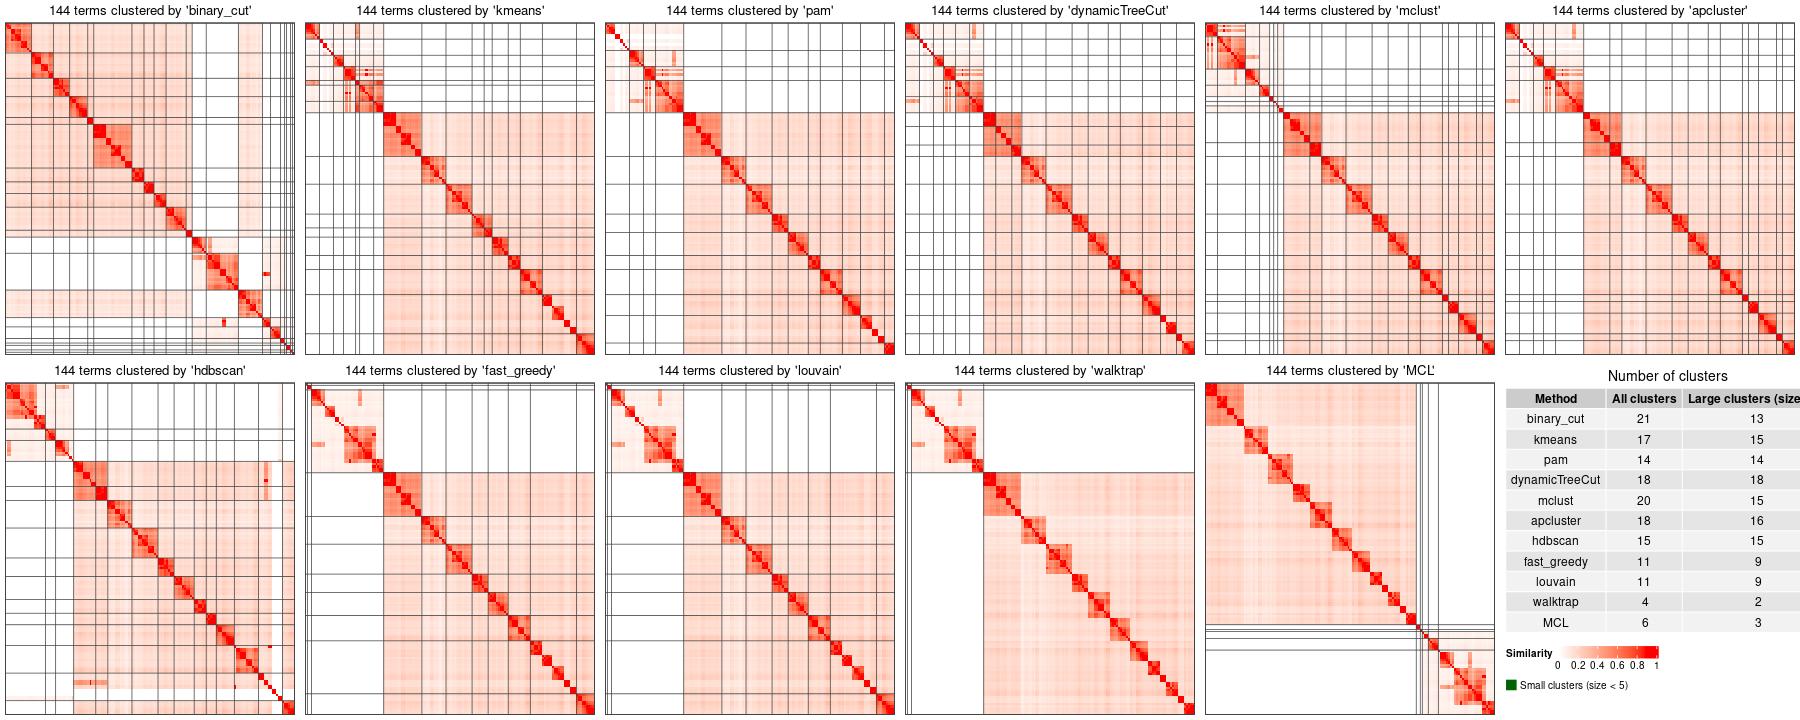 144 terms clustered by 'binary_cut'
144 terms clustered by 'kmeans'
144 terms clustered by 'pam'
144 terms clustered by 'dynamicTreeCut'
144 terms clustered by 'mclust'
144 terms clustered by 'apcluster'
144 terms clustered by 'hdbscan'
144 terms clustered by 'fast_greedy'
144 terms clustered by 'louvain'
144 terms clustered by 'walktrap'
144 terms clustered by 'MCL'
Number of clusters
Method All clusters Large clusters (size
binary_cut 21 13
kmeans 17 15
pam 14 14
dynamicTreeCut 18 18
mclust 20 15
apcluster 18 16
hdbscan 15 15
fast_greedy 11 9
louvain 11 9
walktrap 4 2
MCL 6 3
Similarity
0 0.2 0.4 0.6 0.8 1
Small clusters (size < 5)